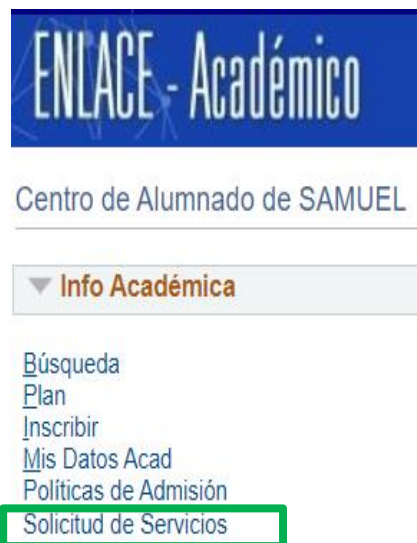 ENLACE - Académico
Centro de Alumnado de SAMUEL
Info Académica
Búsqueda
Plan
Inscribir
Mis Datos Acad
Políticas de Admisión
Solicitud de Servicios